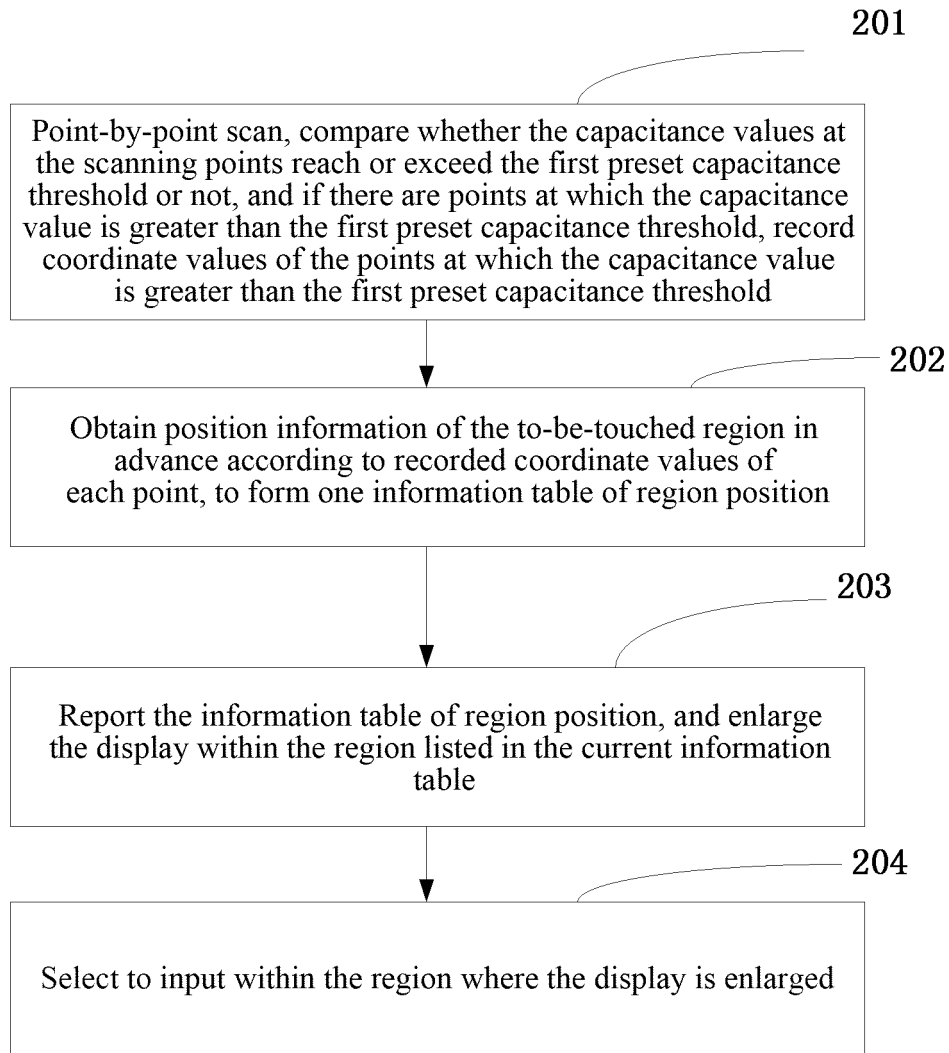 201
Point-by-point scan, compare whether the capacitance values at
the scanning points reach or exceed the first preset capacitance
threshold or not, and if there are points at which the capacitance
value is greater than the first preset capacitance threshold, record
coordinate values of the points at which the capacitance value
is greater than the first preset capacitance threshold
202
Obtain position information of the to-be-touched region in
advance according to recorded coordinate values of
each point, to form one information table of region position
203
Report the information table of region position, and enlarge
the display within the region listed in the current information
table
204
Select to input within the region where the display is enlarged